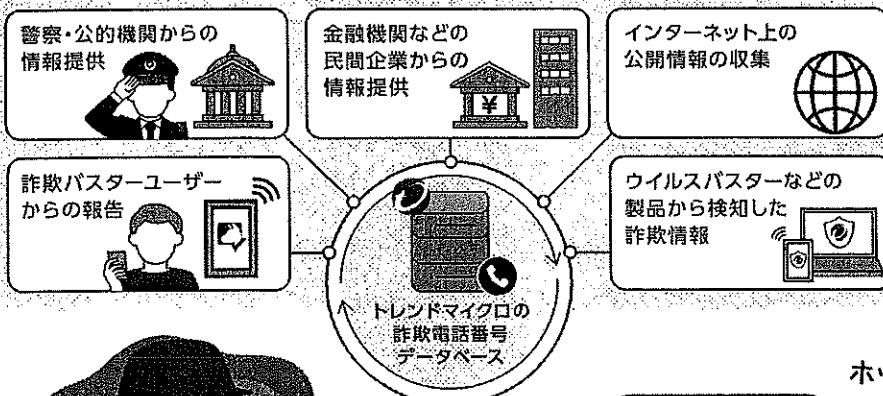 警察・公的機関からの
情報提供
金融機関などの
民間企業からの
情報提供
¥
インターネット上の
公開情報の収集
詐欺バスターユーザー
からの報告
ウイルスバスターなどの
製品から検知した
詐欺情報
トレンドマイクロの
詐欺電話番号
データベース